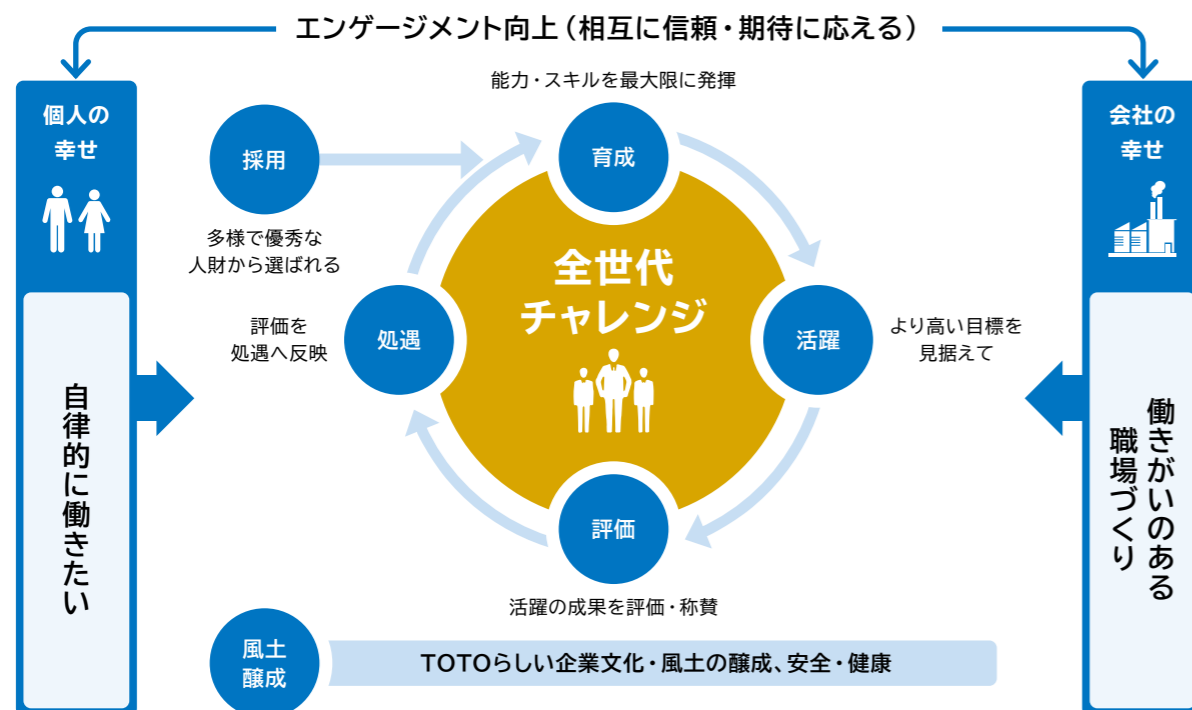 エンゲージメント向上（相互に信頼・期待に応える）
個人の
幸せ
自律的に働きたい
能力・スキルを最大限に発揮
採用
育成
多様で優秀な
人財から選ばれる
全世代
チャレンジ
評価を
処遇へ反映
処遇
活躍
より高い目標を
見据えて
評価
活躍の成果を評価・称賛
風土
醸成
TOTOらしい企業文化・風土の醸成、安全・健康
会社の
幸せ
働きがいのある
職場づくり